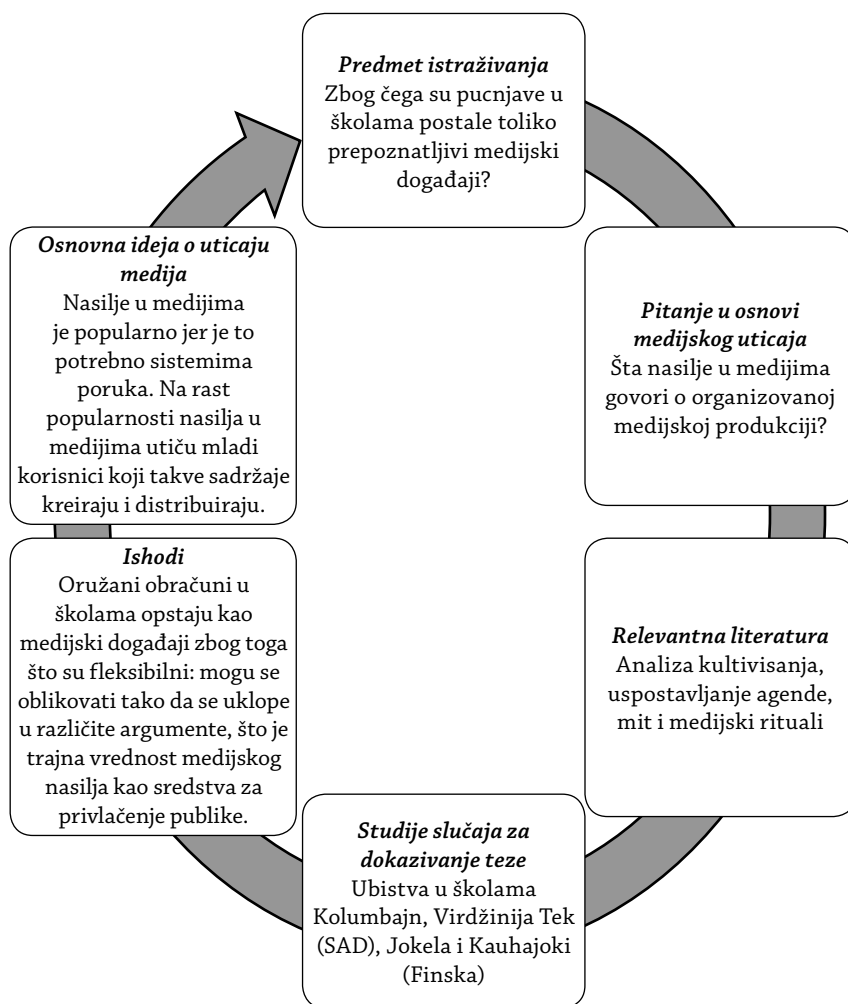 Predmet istraživanja
Zbog čega su pucnjave u
školama postale toliko
prepoznatljivi medijski
događaji?
Pitanje u osnovi
medijskog uticaja
Šta nasilje u medijima
govori o organizovanoj
medijskoj produkciji?
Relevantna literatura
Analiza kultivisanja,
uspostavljanje agende,
mit i medijski rituali
Studije slučaja za
dokazivanje teze
Ubistva u školama
Kolumbajn, Virdžinija Tek
(SAD), Jokela i Kauhajoki
(Finska)
Ishodi
Oružani obračuni u
školama opstaju kao
medijski događaji zbog toga
što su fleksibilni: mogu se
oblikovati tako da se uklope
u različite argumente, što je
trajna vrednost medijskog
nasilja kao sredstva za
privlačenje publike.
Osnovna ideja o uticaju
medija
Nasilje u medijima
je popularno jer je to
potrebno sistemima
poruka. Na rast
popularnosti nasilja u
medijima utiču mladi
korisnici koji takve sadržaje
kreiraju i distribuiraju.